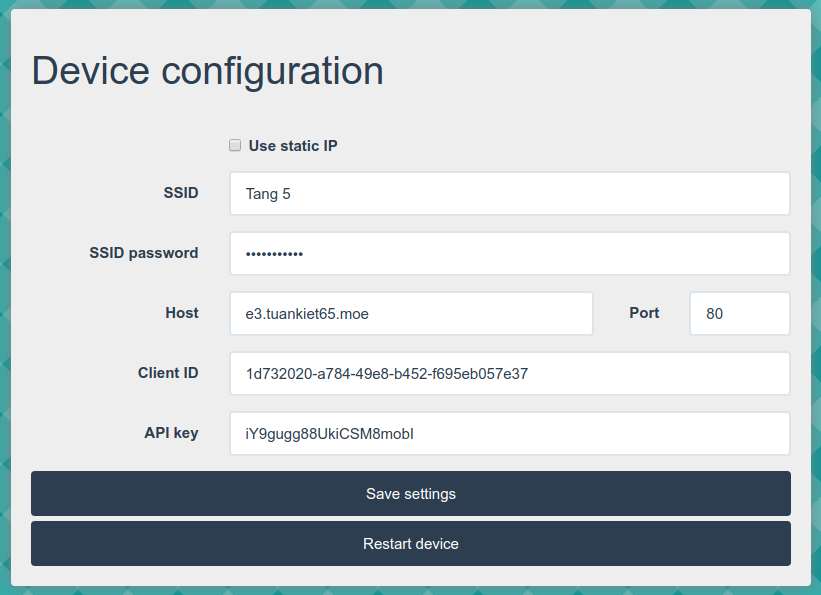 Device configuration
Use static IP
SSID Tang 5
SSID password •••••••••••
Host e3.tuankiet65.moe Port 80
Client ID 1d732020-a784-49e8-b452-f695eb057e37
API key iY9gugg88UkiCSM8mobI
Save settings
Restart device